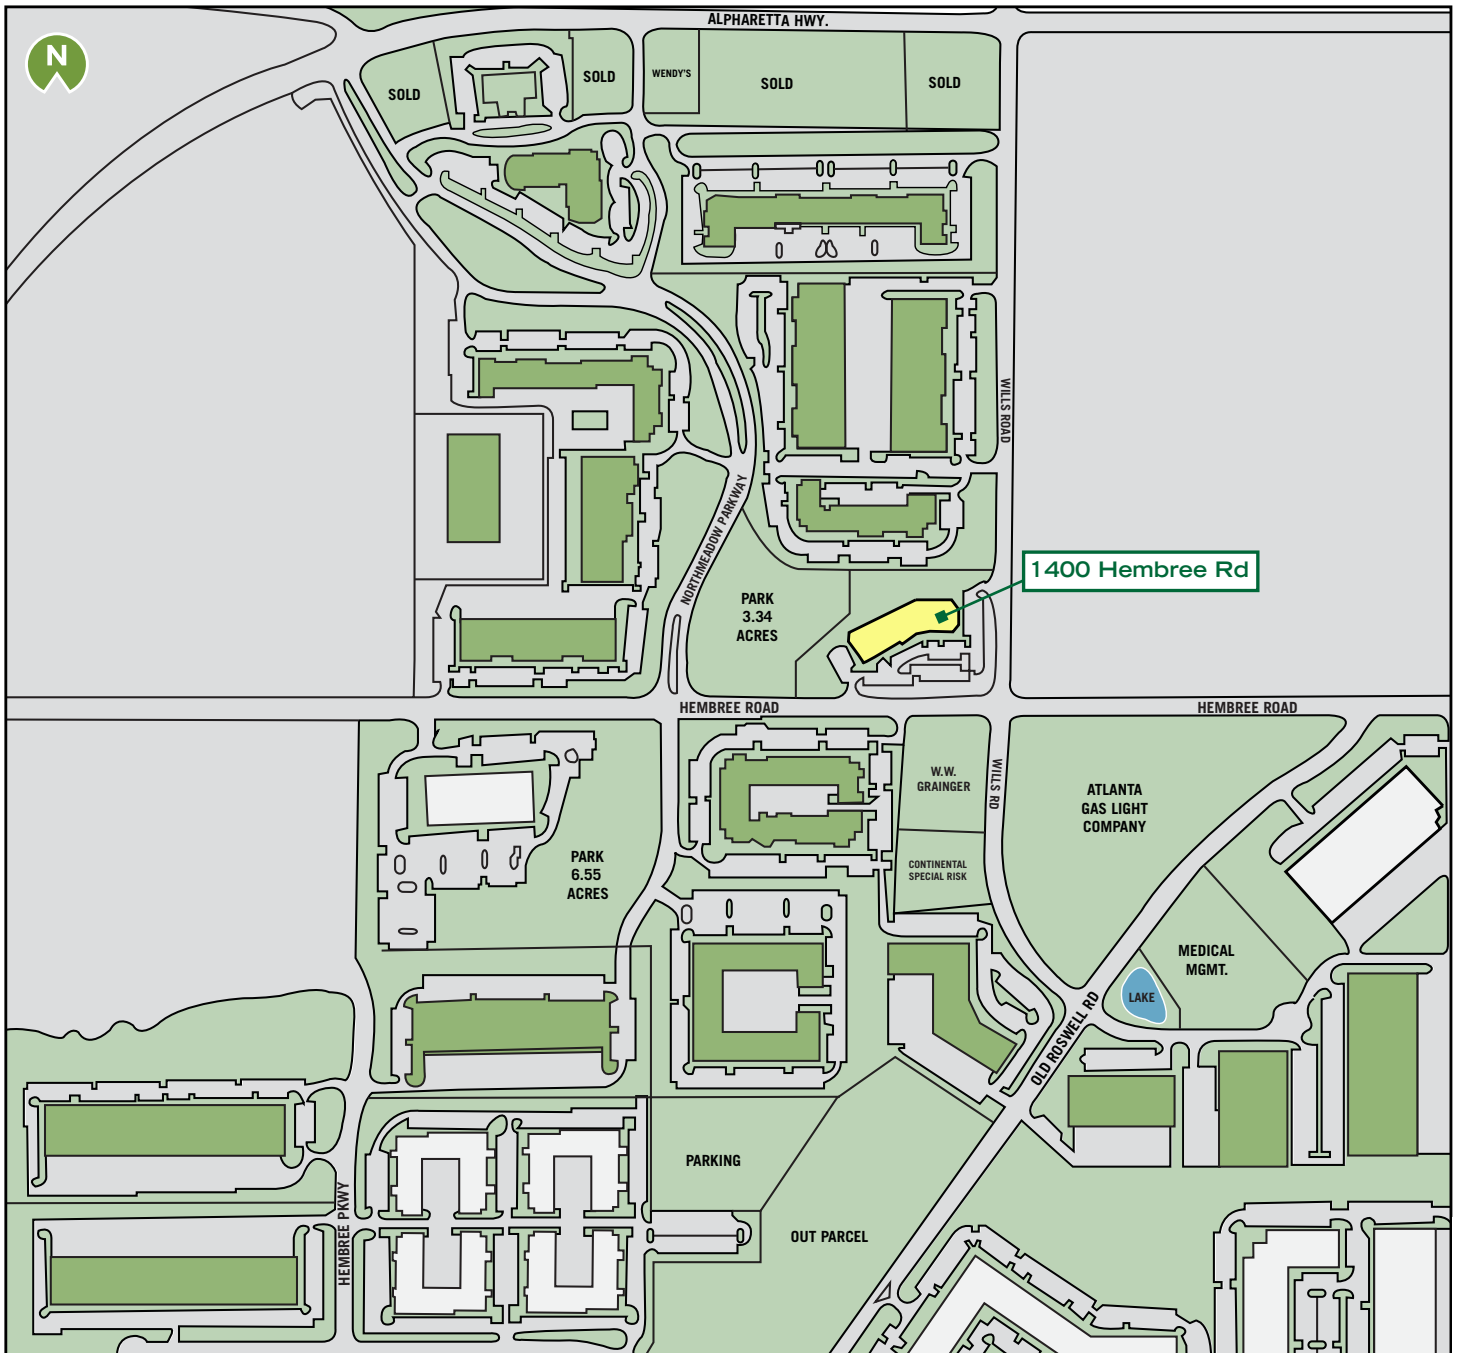 ALPHARETTA HWY.
N
SOLD
SOLD
WENDY'S
SOLD
SOLD
WILLS ROAD
NORTHMEADOW PARKWAY
1400 Hembree Rd
PARK
3.34
ACRES
HEMBREE ROAD
HEMBREE ROAD
W.W.
GRAINGER
WILLS RD
ATLANTA
GAS LIGHT
COMPANY
PARK
6.55
ACRES
CONTINENTAL
SPECIAL RISK
MEDICAL
MGMT.
LAKE
OLD ROSWELL RD
PARKING
HEMBREE PKWY
OUT PARCEL